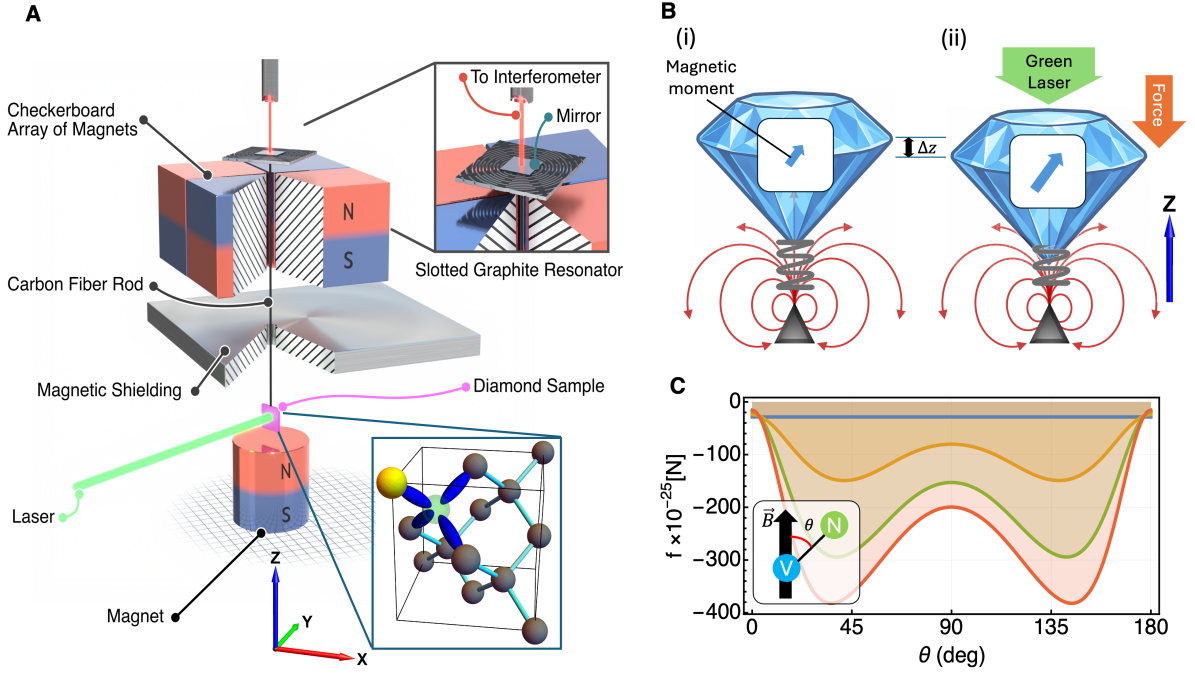 A
To Interferometer
Mirror
Checkerboard
Array of Magnets
N
S
Slotted Graphite Resonator
Carbon Fiber Rod
Magnetic Shielding
Diamond Sample
N
S
Laser
Magnet
Z
Y
X
B
(i)
Magnetic
moment
Δz
(ii)
Green
Laser
Force
Z
C
0
-100
-200
-300
-400
f ×10⁻²⁵[N]
B⃗
θ
N
V
0
45
90
135
180
θ (deg)